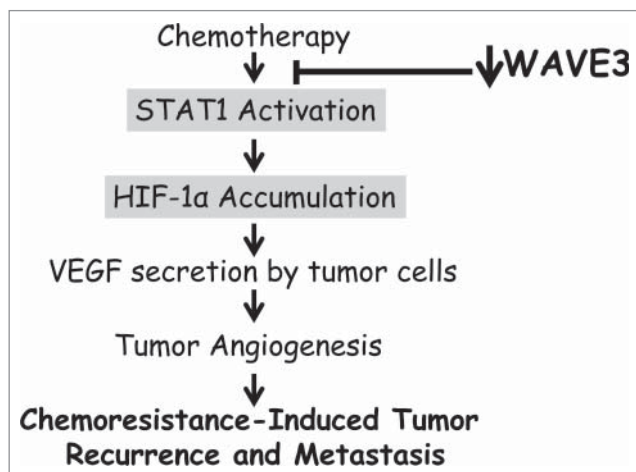 Chemotherapy
WAVE3
STAT1 Activation
HIF-1α Accumulation
VEGF secretion by tumor cells
Tumor Angiogenesis
Chemoresistance-Induced Tumor
Recurrence and Metastasis